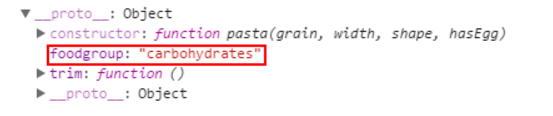 __proto__: Object
constructor: function pasta(grain, width, shape, hasEgg)
foodgroup: "carbohydrates"
trim: function ()
__proto__: Object